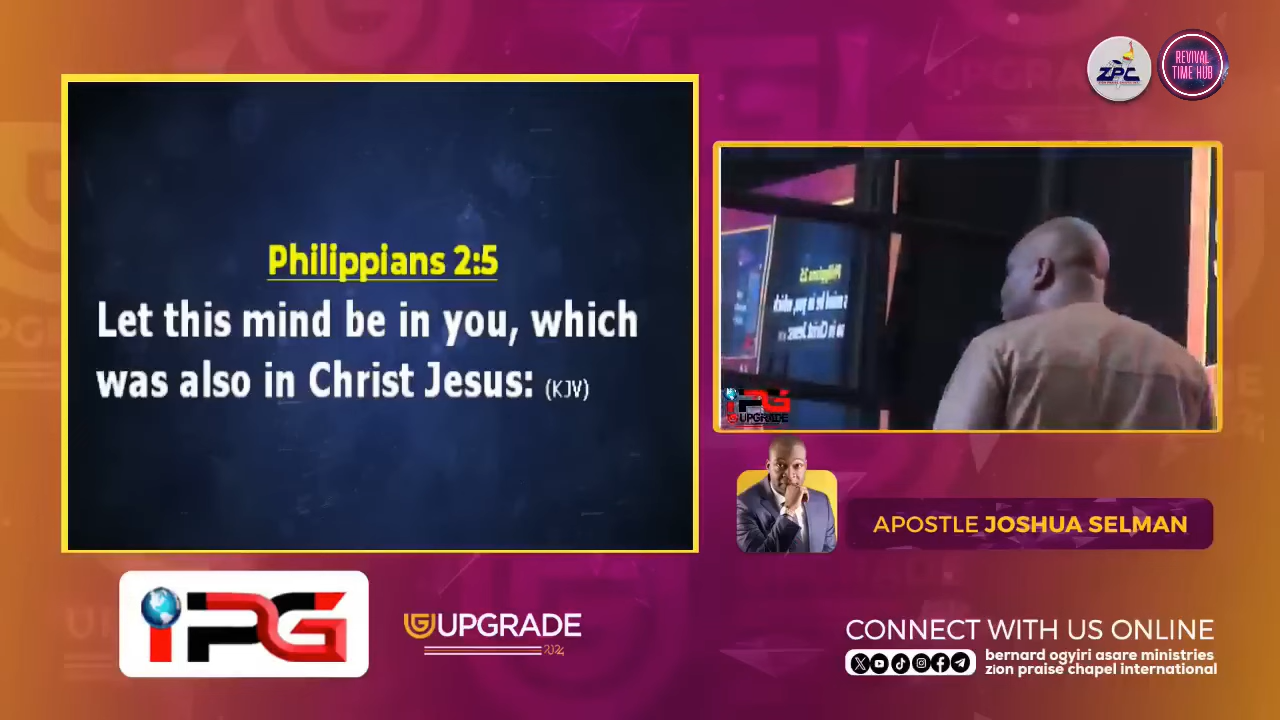 ZPC
REVIVAL
TIME HUB
Philippians 2:5
Let this mind be in you, which
was also in Christ Jesus: (KJV)
iPG
UPGRADE
APOSTLE JOSHUA SELMAN
iPG
UPGRADE
2024
CONNECT WITH US ONLINE
bernard ogyiri asare ministries
zion praise chapel international